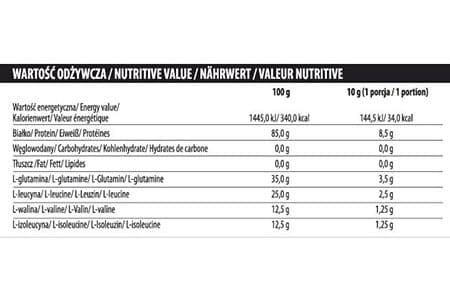 WARTOŚĆ ODŻYWCZA / NUTRITIVE VALUE / NÄHRWERT / VALEUR NUTRITIVE
100 g 10 g (1 porcja / 1 portion)
Wartość energetyczna/ Energy value/
Kalorienwert/ Valeur énergétique 1445,0 kJ/ 340,0 kcal 144,5 kJ/ 34,0 kcal
Białko/ Protein/ Eiweiß/ Protéines 85,0 g 8,5 g
Węglowodany/ Carbohydrates/ Kohlenhydrate/ Hydrates de carbone 0,0 g 0,0 g
Tłuszcz /Fat/ Fett/ Lipides 0,0 g 0,0 g
L-glutamina/ L-glutamine/ L-Glutamin/ L-glutamine 35,0 g 3,5 g
L-leucyna/ L-leucine/ L-Leuzin/ L-leucine 25,0 g 2,5 g
L-walina/ L-valine/ L-Valin/ L-valine 12,5 g 1,25 g
L-izoleucyna/ L-isoleucine/ L-Isoleuzin/ L-isoleucine 12,5 g 1,25 g